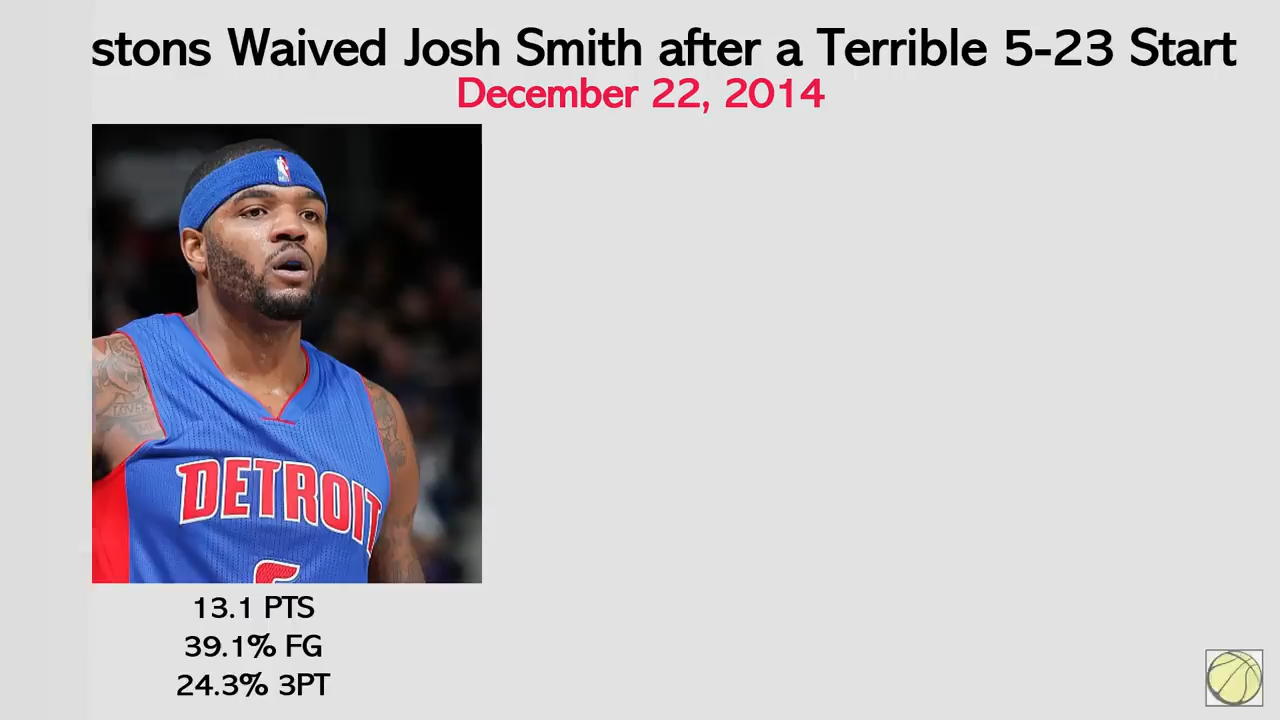 stons Waived Josh Smith after a Terrible 5-23 Start
December 22, 2014
DETROIT
13.1 PTS
39.1% FG
24.3% 3PT